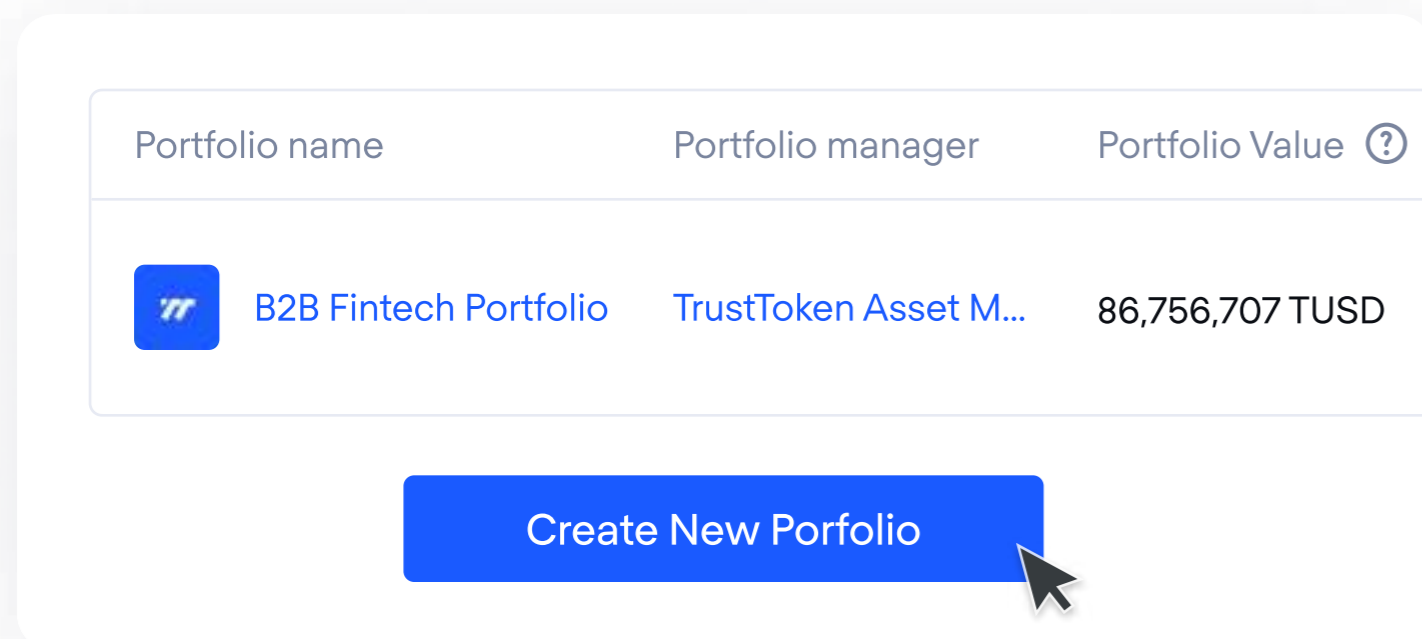 Portfolio name Portfolio manager Portfolio Value ?
B2B Fintech Portfolio TrustToken Asset M... 86,756,707 TUSD
Create New Porfolio